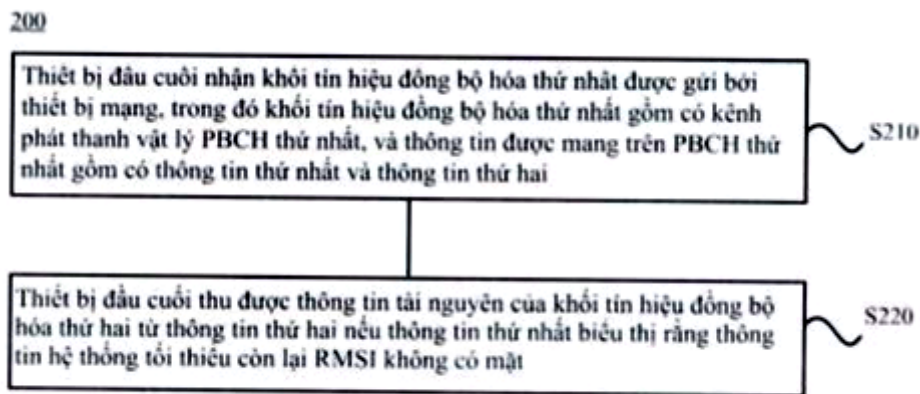 200
Thiết bị đầu cuối nhận khối tín hiệu đồng bộ hóa thứ nhất được gửi bởi
thiết bị mạng, trong đó khối tín hiệu đồng bộ hóa thứ nhất gồm có kênh
phát thanh vật lý PBCH thứ nhất, và thông tin được mang trên PBCH thứ
nhất gồm có thông tin thứ nhất và thông tin thứ hai
S210
Thiết bị đầu cuối thu được thông tin tài nguyên của khối tín hiệu đồng bộ
hóa thứ hai từ thông tin thứ hai nếu thông tin thứ nhất biểu thị rằng thông
tin hệ thống tối thiểu còn lại RMSI không có mặt
S220